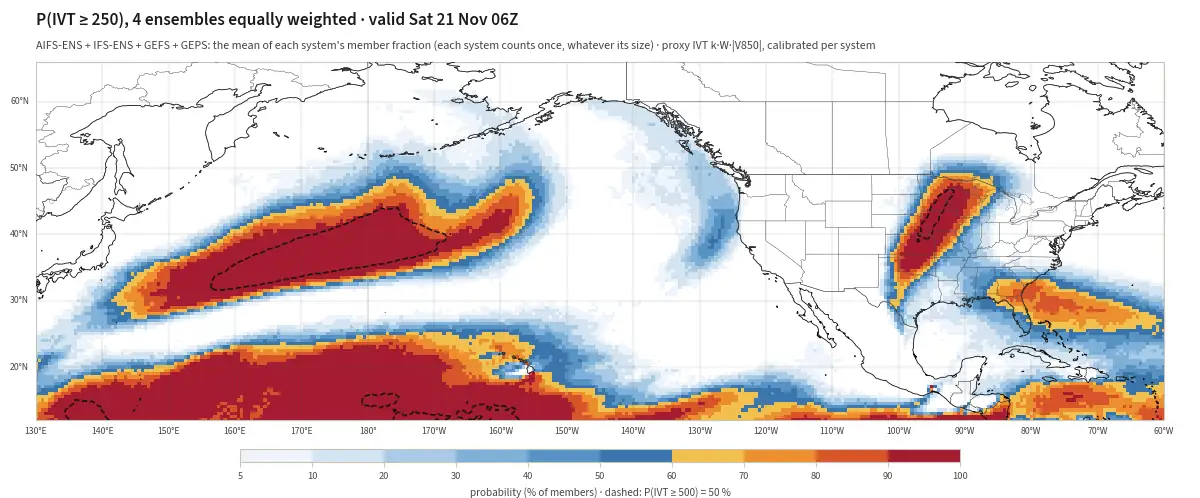 P(IVT ≥ 250), 4 ensembles equally weighted · valid Sat 21 Nov 06Z
AIFS-ENS + IFS-ENS + GEFS + GEPS: the mean of each system's member fraction (each system counts once, whatever its size) · proxy IVT k·W·|V850|, calibrated per system
60°N
50°N
40°N
30°N
20°N
130°E 140°E 150°E 160°E 170°E 180° 170°W 160°W 150°W 140°W 130°W 120°W 110°W 100°W 90°W 80°W 70°W 60°W
5 10 20 30 40 50 60 70 80 90 100
probability (% of members) · dashed: P(IVT ≥ 500) = 50 %